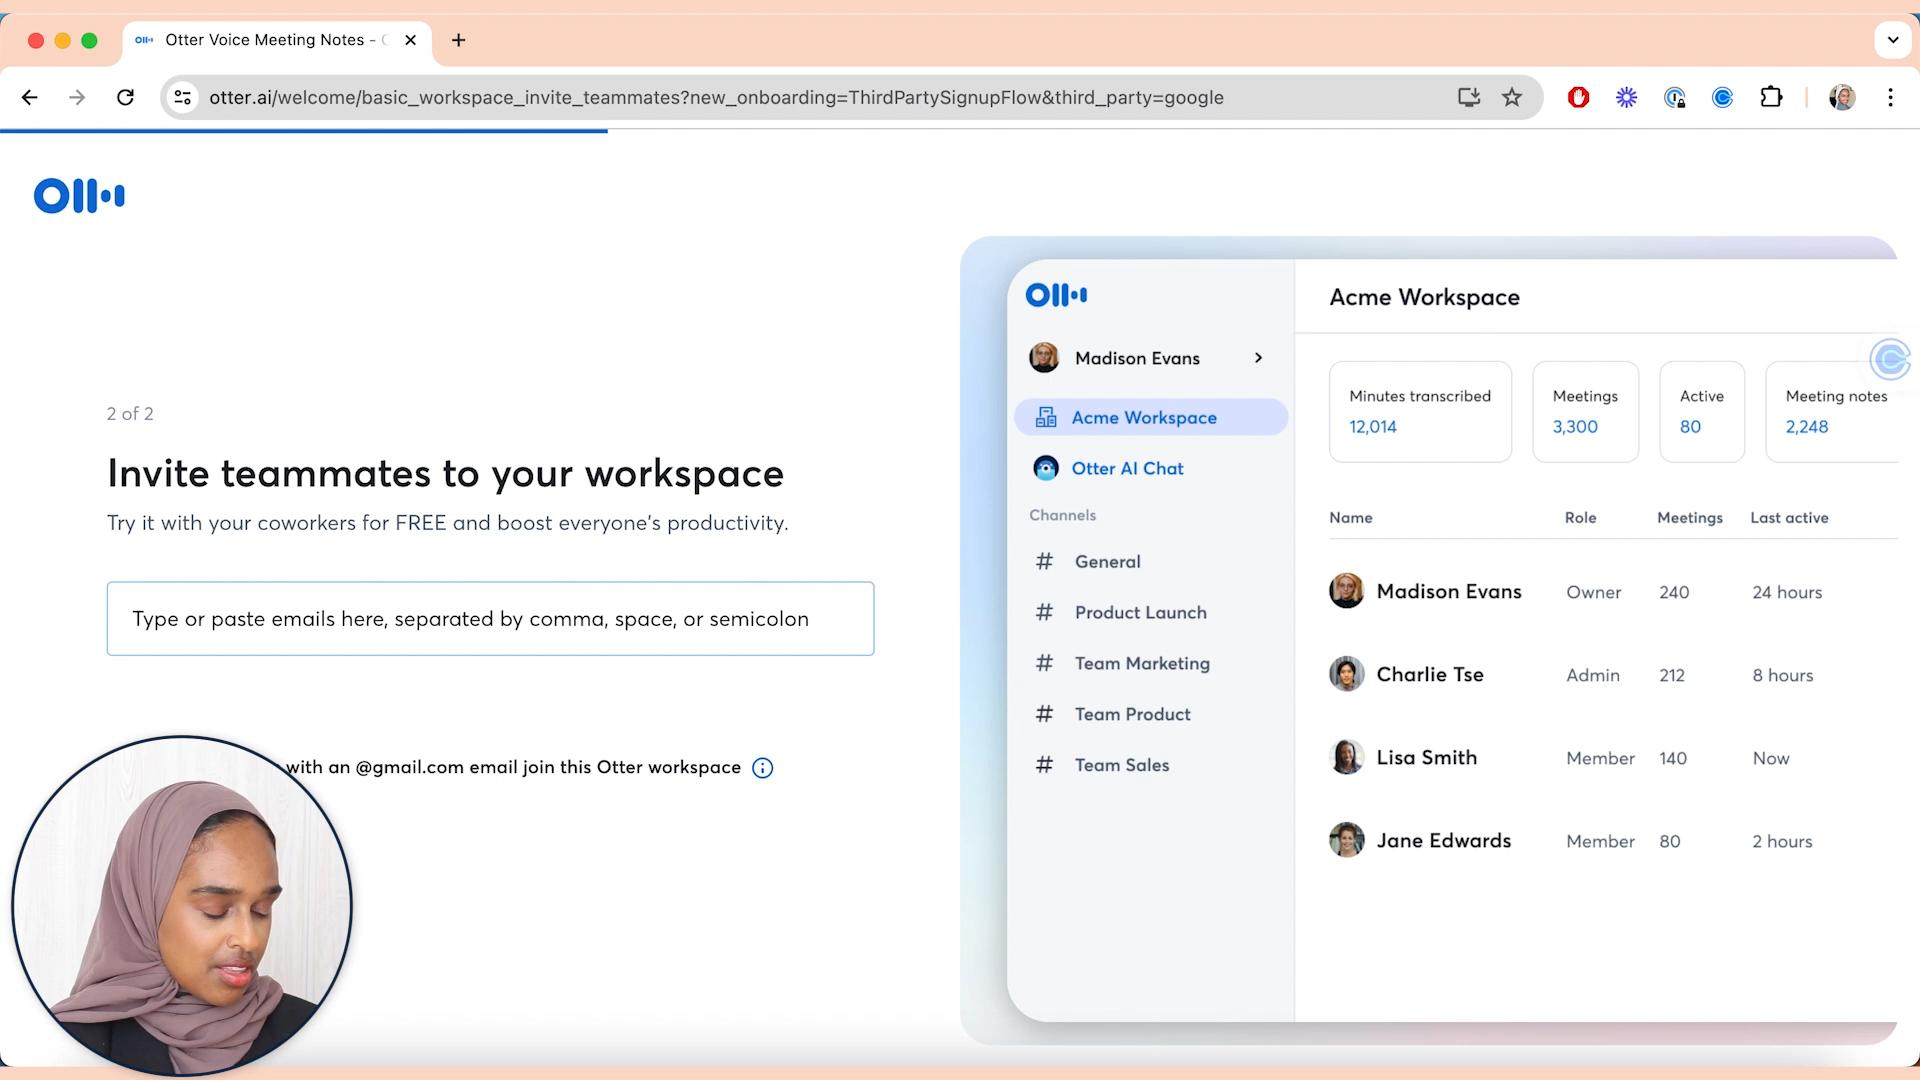 Otter Voice Meeting Notes -
otter.ai/welcome/basic_workspace_invite_teammates?new_onboarding=ThirdPartySignupFlow&third_party=google
2 of 2
Invite teammates to your workspace
Try it with your coworkers for FREE and boost everyone's productivity.
Type or paste emails here, separated by comma, space, or semicolon
with an @gmail.com email join this Otter workspace
Madison Evans
Acme Workspace
Otter AI Chat
Channels
# General
# Product Launch
# Team Marketing
# Team Product
# Team Sales
Acme Workspace
Minutes transcribed Meetings Active Meeting notes
12,014 3,300 80 2,248
Name Role Meetings Last active
Madison Evans Owner 240 24 hours
Charlie Tse Admin 212 8 hours
Lisa Smith Member 140 Now
Jane Edwards Member 80 2 hours